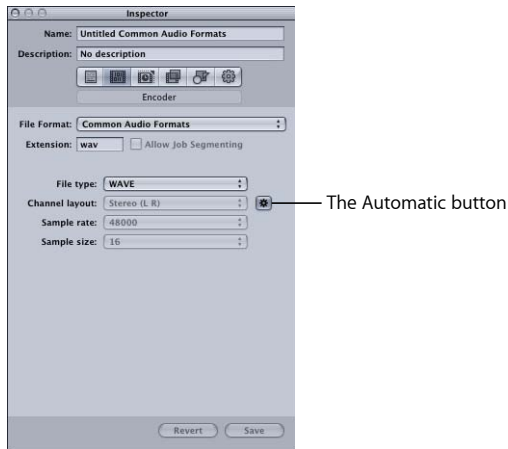 Inspector
Name: Untitled Common Audio Formats
Description: No description
Encoder
File Format: Common Audio Formats
Extension: wav Allow Job Segmenting
File type: WAVE
Channel layout: Stereo (L R)
The Automatic button
Sample rate: 48000
Sample size: 16
Revert Save